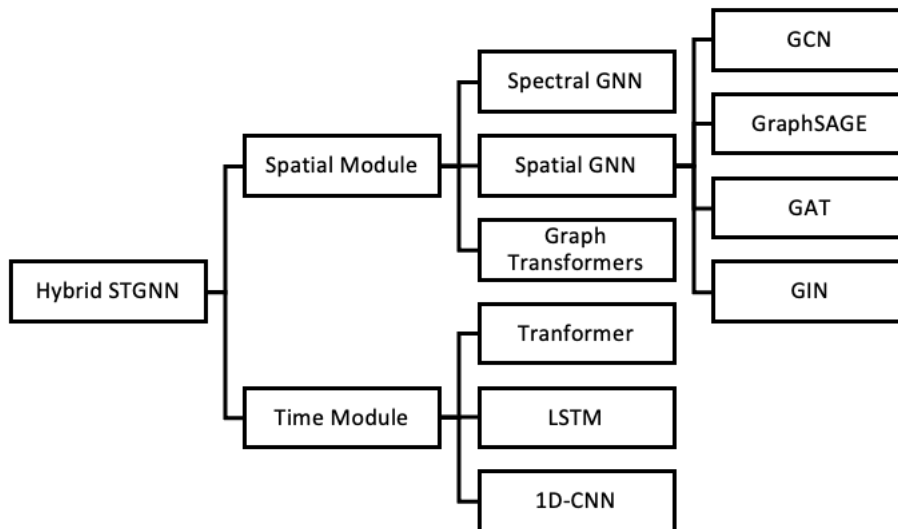 GCN
Spectral GNN
GraphSAGE
Spatial Module
Spatial GNN
GAT
Graph
Transformers
Hybrid STGNN
GIN
Tranformer
Time Module
LSTM
1D-CNN